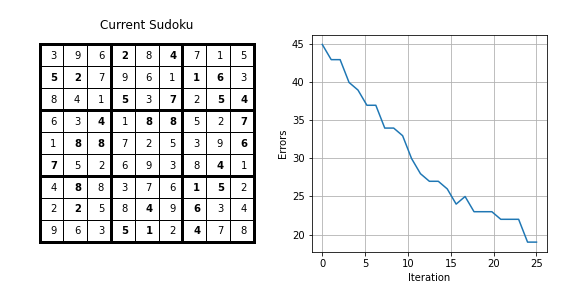 Current Sudoku
3 9 6 2 8 4 7 1 5
5 2 7 9 6 1 1 6 3
8 4 1 5 3 7 2 5 4
6 3 4 1 8 8 5 2 7
1 8 8 7 2 5 3 9 6
7 5 2 6 9 3 8 4 1
4 8 8 3 7 6 1 5 2
2 2 5 8 4 9 6 3 4
9 6 3 5 1 2 4 7 8
45
40
35
30
25
20
Errors
0 5 10 15 20 25
Iteration